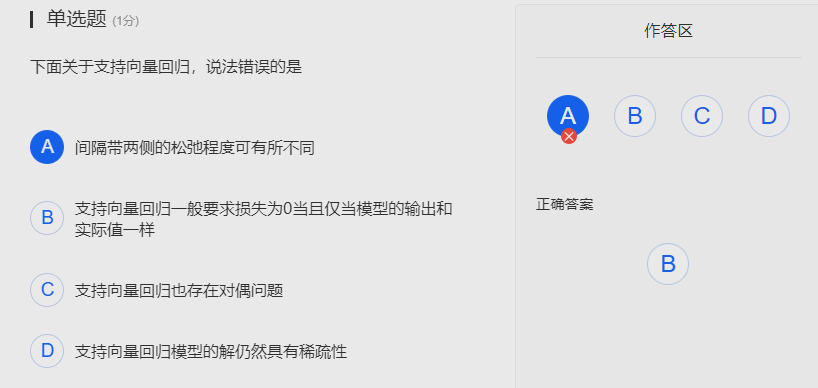 单选题 (1分)
下面关于支持向量回归，说法错误的是
A 间隔带两侧的松弛程度可有所不同
B 支持向量回归一般要求损失为0当且仅当模型的输出和
实际值一样
C 支持向量回归也存在对偶问题
D 支持向量回归模型的解仍然具有稀疏性
作答区
A B C D
正确答案
B